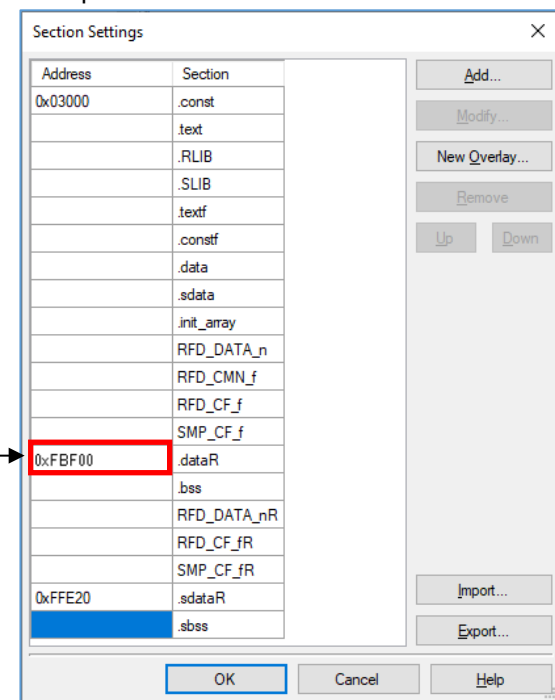 Section Settings
Address Section
0x03000 .const
.text
.RLIB
.SLIB
.textf
.constf
.data
.sdata
.init_array
RFD_DATA_n
RFD_CMN_f
RFD_CF_f
SMP_CF_f
0xFBF00 .dataR
.bss
RFD_DATA_nR
RFD_CF_fR
SMP_CF_fR
0xFFE20 .sdataR
.sbss
Add...
Modify...
New Overlay...
Remove
Up Down
Import...
Export...
OK Cancel Help